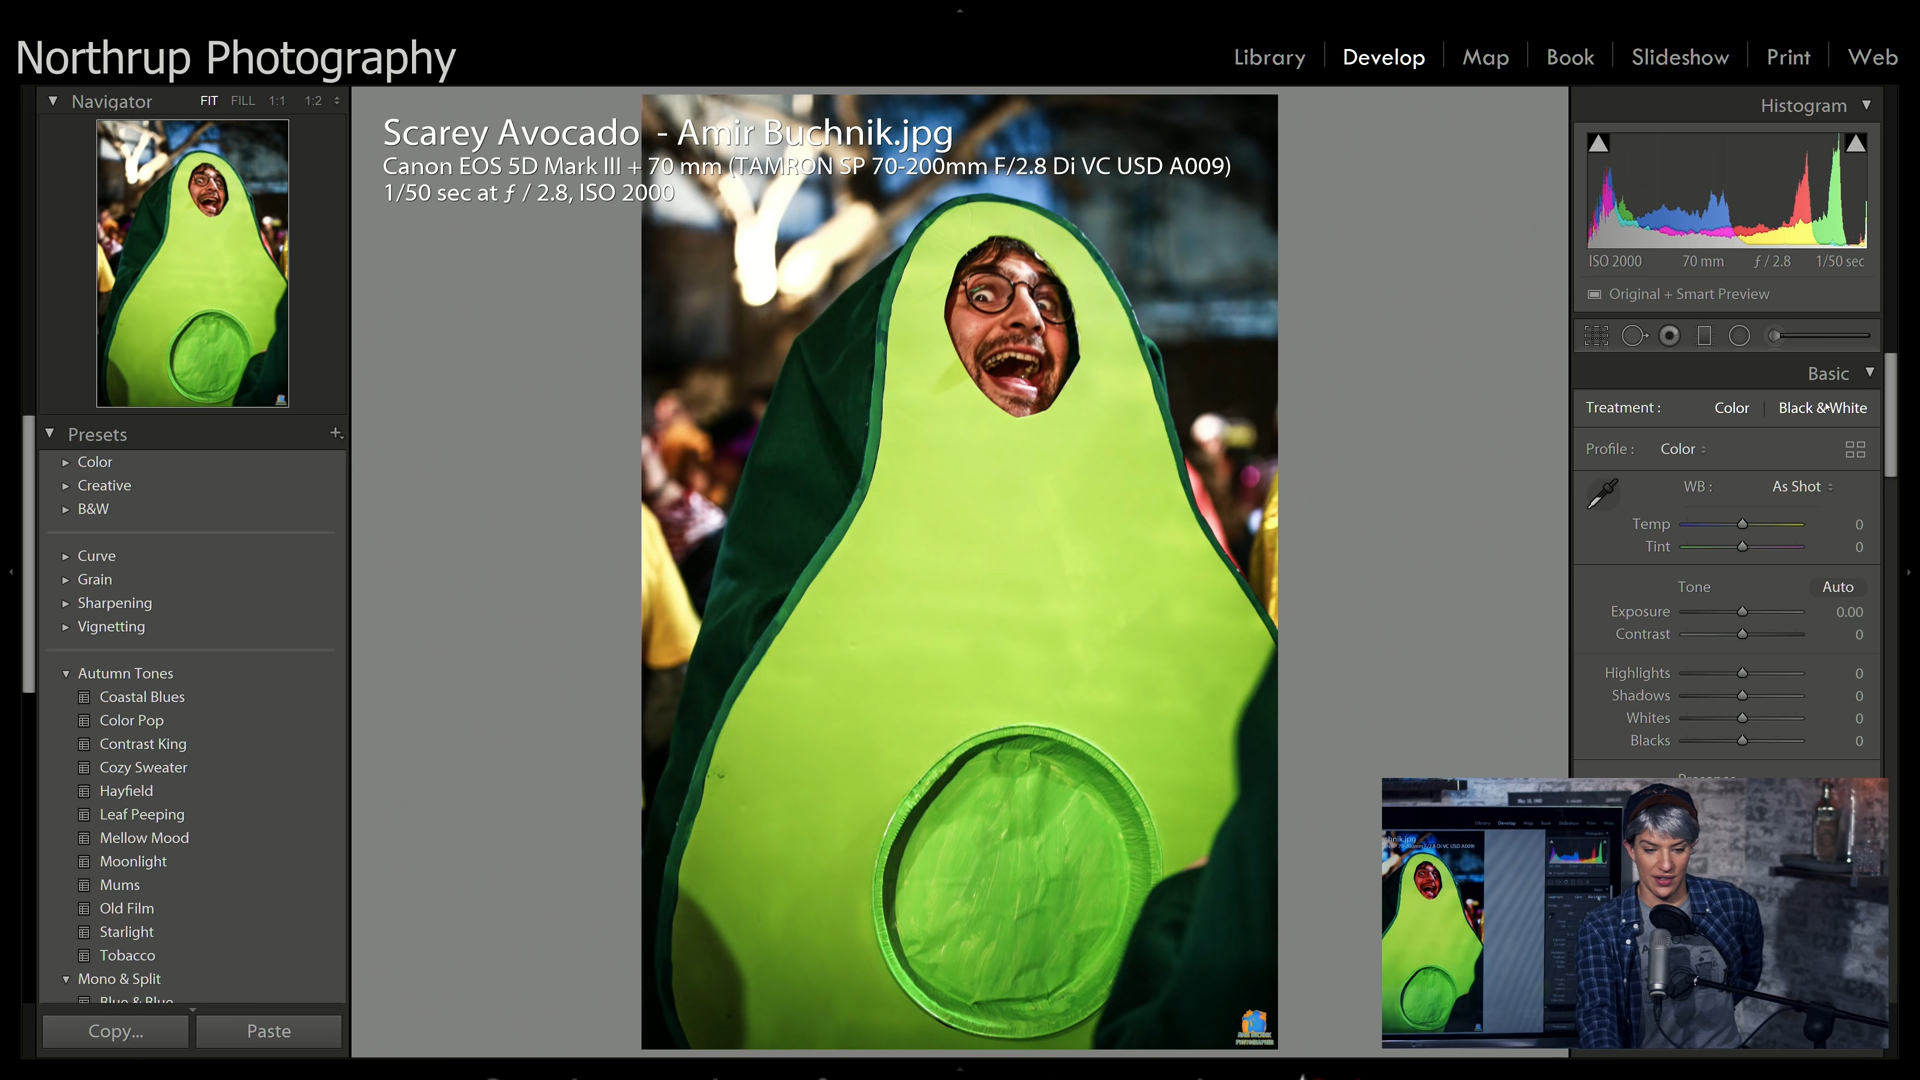 Northrup Photography
Library
Develop
Map
Book
Slideshow
Print
Web
Navigator
FIT
FILL
1:1
1:2
Scarey Avocado - Amir Buchnik.jpg
Canon EOS 5D Mark III + 70 mm (TAMRON SP 70-200mm F/2.8 Di VC USD A009)
1/50 sec at ƒ / 2.8, ISO 2000
Presets
Color
Creative
B&W
Curve
Grain
Sharpening
Vignetting
Autumn Tones
Coastal Blues
Color Pop
Contrast King
Cozy Sweater
Hayfield
Leaf Peeping
Mellow Mood
Moonlight
Mums
Old Film
Starlight
Tobacco
Mono & Split
Blue & Blue
Copy...
Paste
Histogram
ISO 2000
70 mm
ƒ / 2.8
1/50 sec
Original + Smart Preview
Basic
Treatment :
Color
Black & White
Profile :
Color
WB :
As Shot
Temp
0
Tint
0
Tone
Auto
Exposure
0.00
Contrast
0
Highlights
0
Shadows
0
Whites
0
Blacks
0